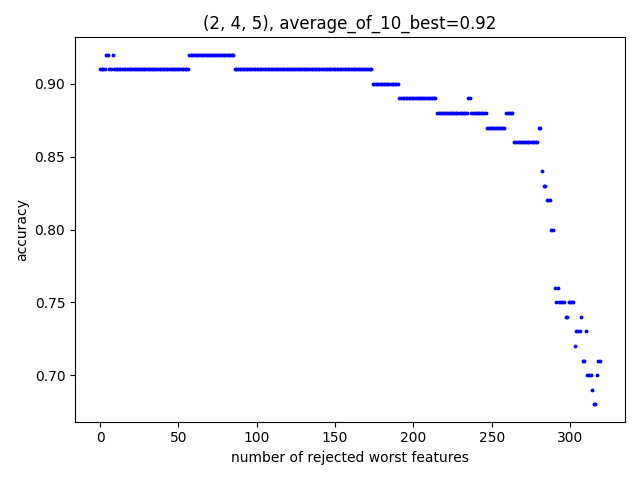 (2, 4, 5), average_of_10_best=0.92
0.90
0.85
0.80
0.75
0.70
accuracy
0 50 100 150 200 250 300
number of rejected worst features